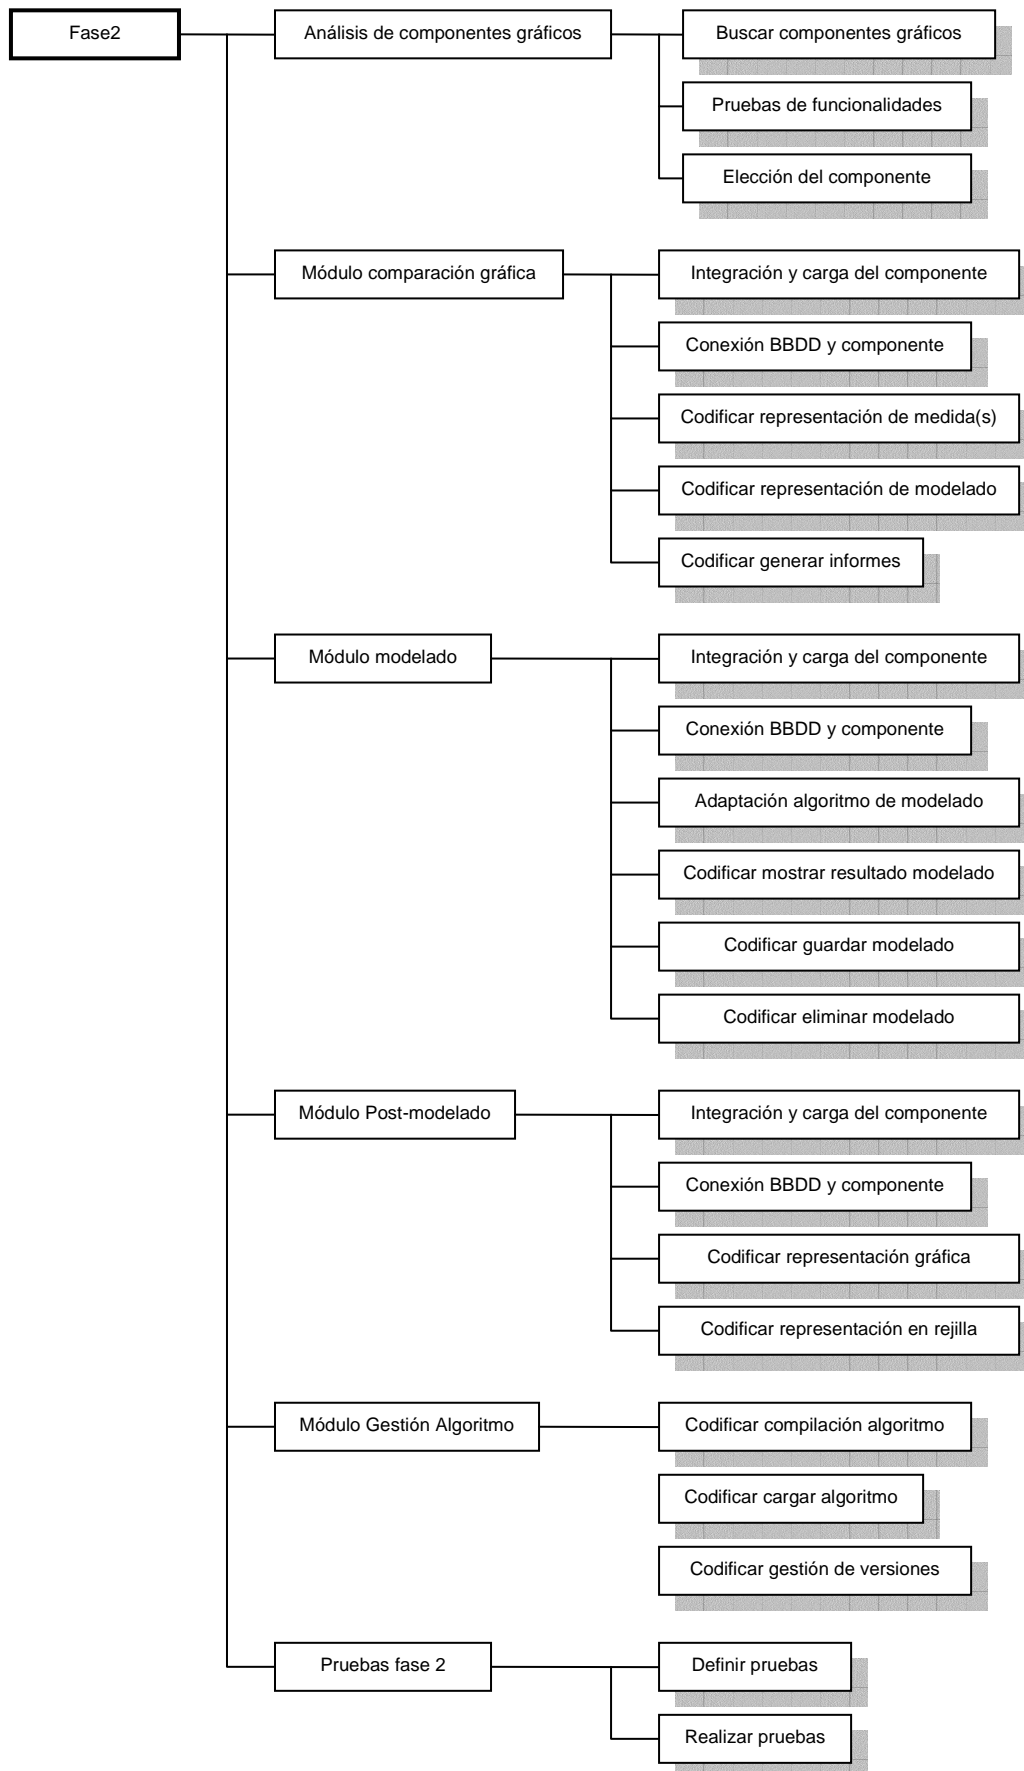 Fase2
Análisis de componentes gráficos
Buscar componentes gráficos
Pruebas de funcionalidades
Elección del componente
Módulo comparación gráfica
Integración y carga del componente
Conexión BBDD y componente
Codificar representación de medida(s)
Codificar representación de modelado
Codificar generar informes
Módulo modelado
Integración y carga del componente
Conexión BBDD y componente
Adaptación algoritmo de modelado
Codificar mostrar resultado modelado
Codificar guardar modelado
Codificar eliminar modelado
Módulo Post-modelado
Integración y carga del componente
Conexión BBDD y componente
Codificar representación gráfica
Codificar representación en rejilla
Módulo Gestión Algoritmo
Codificar compilación algoritmo
Codificar cargar algoritmo
Codificar gestión de versiones
Pruebas fase 2
Definir pruebas
Realizar pruebas